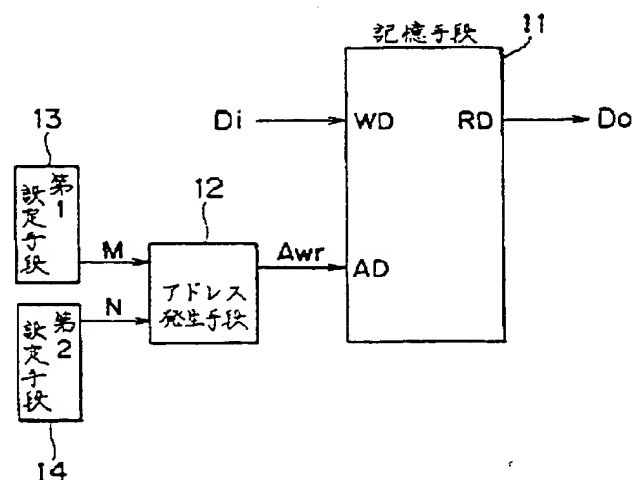 記憶手段
11
Di
WD
RD
Do
13
第1
設定手段
M
12
アドレス
発生手段
Awr
AD
N
第2
設定手段
14